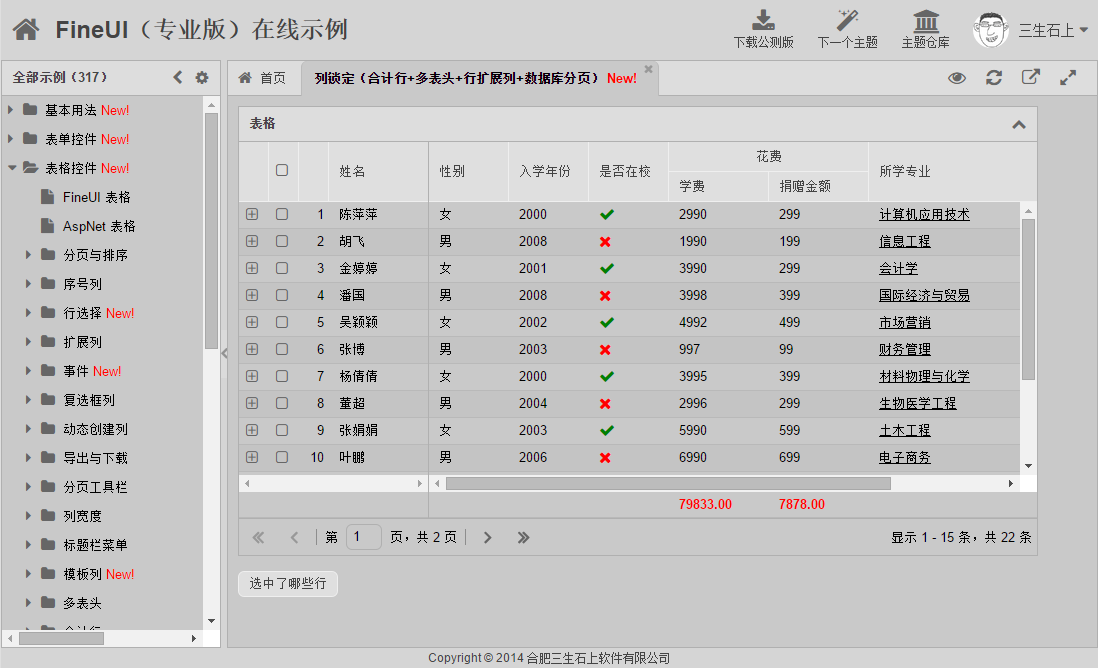 FineUI（专业版）在线示例
下载公测版
下一个主题
主题仓库
三生石上
全部示例（317）
基本用法 New!
表单控件 New!
表格控件 New!
FineUI 表格
AspNet 表格
分页与排序
序号列
行选择 New!
扩展列
事件 New!
复选框列
动态创建列
导出与下载
分页工具栏
列宽度
标题栏菜单
模板列 New!
多表头
合计行
首页
列锁定（合计行+多表头+行扩展列+数据库分页） New!
表格
姓名 性别 入学年份 是否在校 花费 所学专业
学费 捐赠金额
1 陈萍萍 女 2000 2990 299 计算机应用技术
2 胡飞 男 2008 1990 199 信息工程
3 金婷婷 女 2001 3990 299 会计学
4 潘国 男 2008 3998 399 国际经济与贸易
5 吴颖颖 女 2002 4992 499 市场营销
6 张博 男 2003 997 99 财务管理
7 杨倩倩 女 2000 3995 399 材料物理与化学
8 董超 男 2004 2996 299 生物医学工程
9 张娟娟 女 2003 5990 599 土木工程
10 叶鹏 男 2006 6990 699 电子商务
79833.00 7878.00
第 1 页，共 2 页 显示 1 - 15 条，共 22 条
选中了哪些行
Copyright © 2014 合肥三生石上软件有限公司